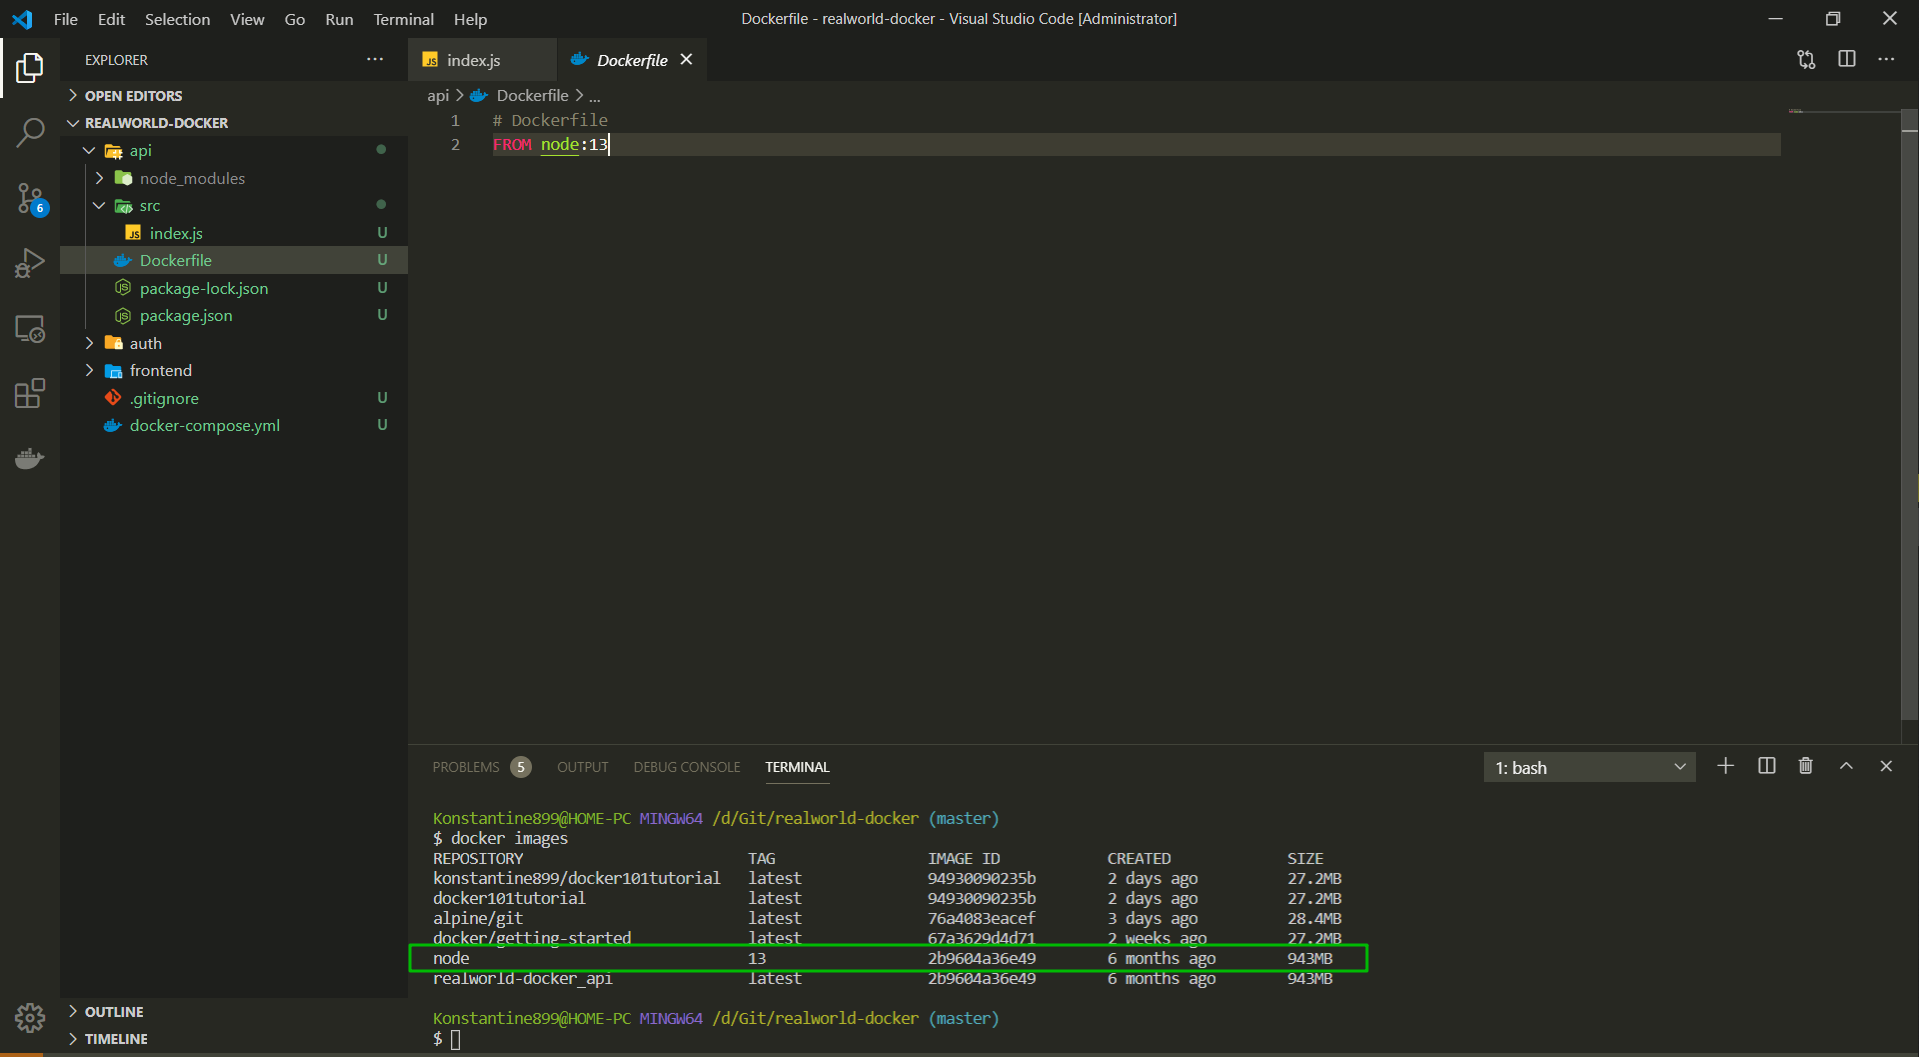 File Edit Selection View Go Run Terminal Help
Dockerfile - realworld-docker - Visual Studio Code [Administrator]
EXPLORER
index.js
Dockerfile
OPEN EDITORS
api > Dockerfile > ...
REALWORLD-DOCKER
1 # Dockerfile
2 FROM node:13
api
node_modules
src
6
JS index.js U
Dockerfile U
package-lock.json U
package.json U
auth
frontend
.gitignore U
docker-compose.yml U
OUTLINE
TIMELINE
PROBLEMS 5 OUTPUT DEBUG CONSOLE TERMINAL
1: bash
Konstantine899@HOME-PC MINGW64 /d/Git/realworld-docker (master)
$ docker images
REPOSITORY TAG IMAGE ID CREATED SIZE
konstantine899/docker101tutorial latest 94930090235b 2 days ago 27.2MB
docker101tutorial latest 94930090235b 2 days ago 27.2MB
alpine/git latest 76a4083eacef 3 days ago 28.4MB
docker/getting-started latest 67a3629d4d71 2 weeks ago 27.2MB
node 13 2b9604a36e49 6 months ago 943MB
realworld-docker_api latest 2b9604a36e49 6 months ago 943MB
Konstantine899@HOME-PC MINGW64 /d/Git/realworld-docker (master)
$